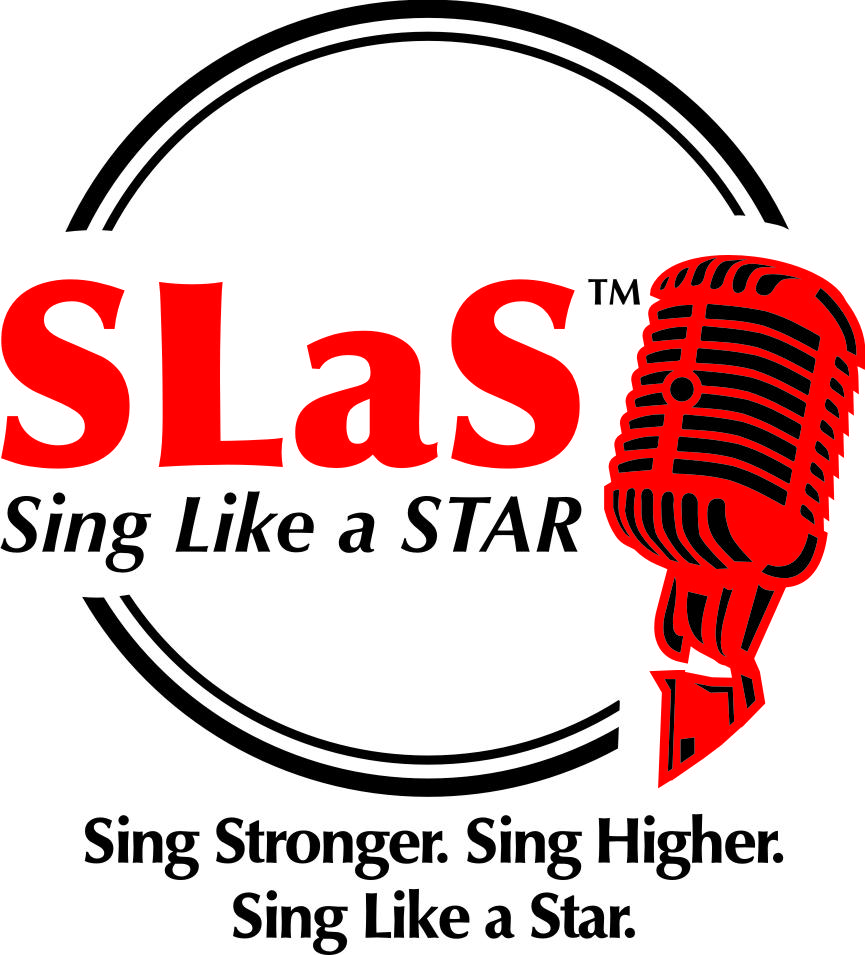 SLaS™
Sing Like a STAR
Sing Stronger. Sing Higher.
Sing Like a Star.